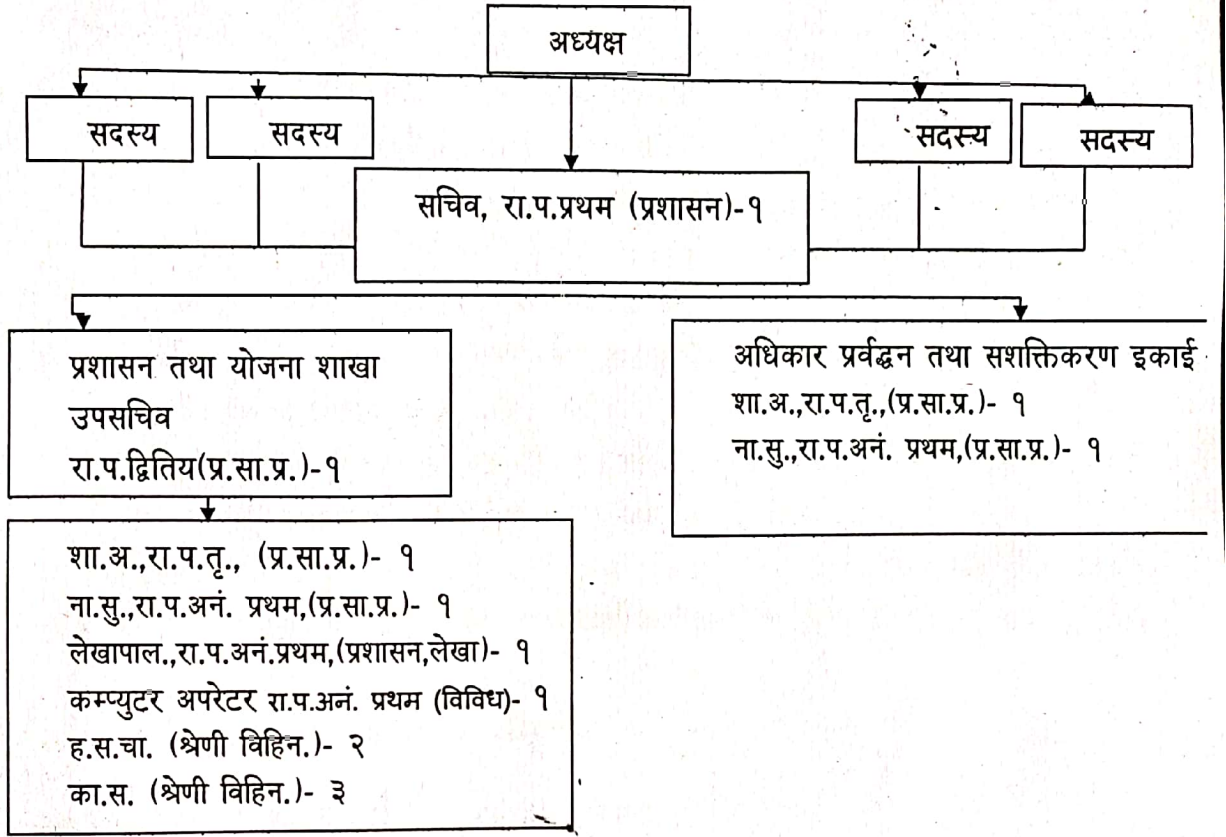 अध्यक्ष
सदस्य
सदस्य
सदस्य
सदस्य
सचिव, रा.प.प्रथम (प्रशासन)-१
प्रशासन तथा योजना शाखा
उपसचिव
रा.प.द्वितिय(प्र.सा.प्र.)-१
अधिकार प्रर्वद्धन तथा सशक्तिकरण इकाई
शा.अ.,रा.प.तृ.,(प्र.सा.प्र.)- १
ना.सु.,रा.प.अनं. प्रथम,(प्र.सा.प्र.)- १
शा.अ.,रा.प.तृ., (प्र.सा.प्र.)- १
ना.सु.,रा.प.अनं. प्रथम,(प्र.सा.प्र.)- १
लेखापाल.,रा.प.अनं.प्रथम,(प्रशासन,लेखा)- १
कम्प्युटर अपरेटर रा.प.अनं. प्रथम (विविध)- १
ह.स.चा. (श्रेणी विहिन.)- २
का.स. (श्रेणी विहिन.)- ३